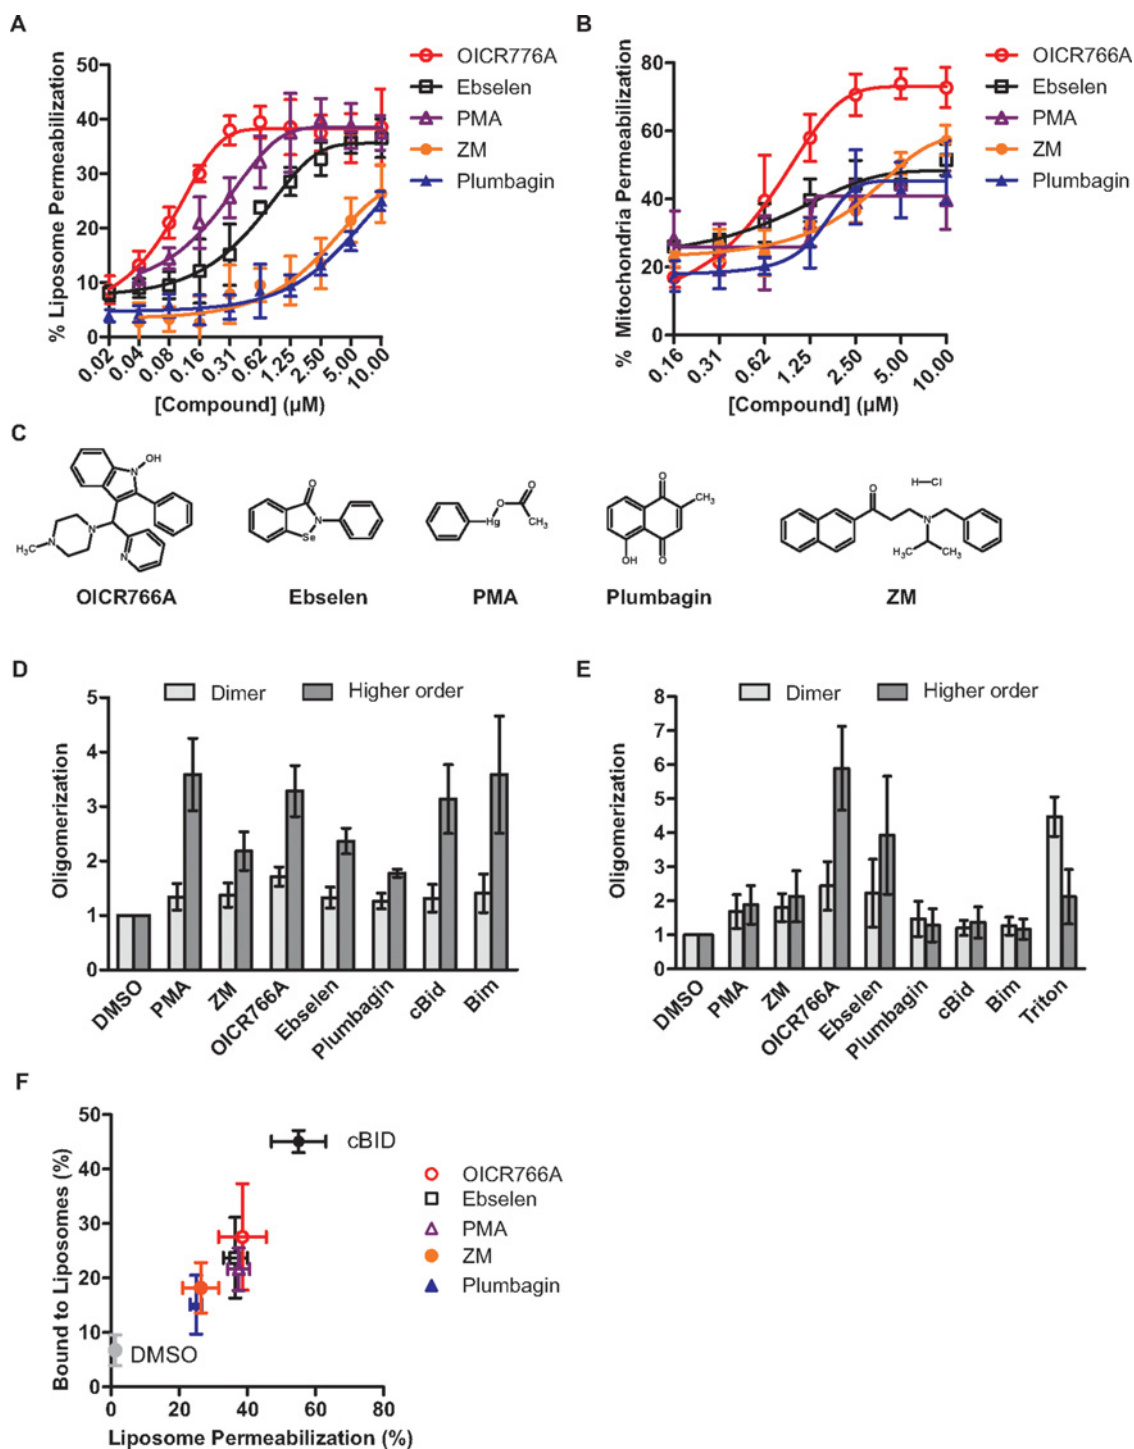 A
% Liposome Permeabilization
50
40
30
20
10
0
0.02
0.04
0.08
0.16
0.31
0.62
1.25
2.50
5.00
10.00
[Compound] (µM)
OICR776A
Ebselen
PMA
ZM
Plumbagin
B
% Mitochondria Permeabilization
80
60
40
20
0
0.16
0.31
0.62
1.25
2.50
5.00
10.00
[Compound] (µM)
OICR766A
Ebselen
PMA
ZM
Plumbagin
C
N
OH
N
N
H₃C
N
OICR766A
O
N
Se
Ebselen
O
O
Hg
CH₃
PMA
O
CH₃
OH
O
Plumbagin
H—Cl
O
N
H₃C
CH₃
ZM
D
Dimer
Higher order
Oligomerization
5
4
3
2
1
0
DMSO
PMA
ZM
OICR766A
Ebselen
Plumbagin
cBid
Bim
E
Dimer
Higher order
Oligomerization
8
7
6
5
4
3
2
1
0
DMSO
PMA
ZM
OICR766A
Ebselen
Plumbagin
cBid
Bim
Triton
F
Bound to Liposomes (%)
50
40
30
20
10
0
cBID
DMSO
0
20
40
60
80
Liposome Permeabilization (%)
OICR766A
Ebselen
PMA
ZM
Plumbagin